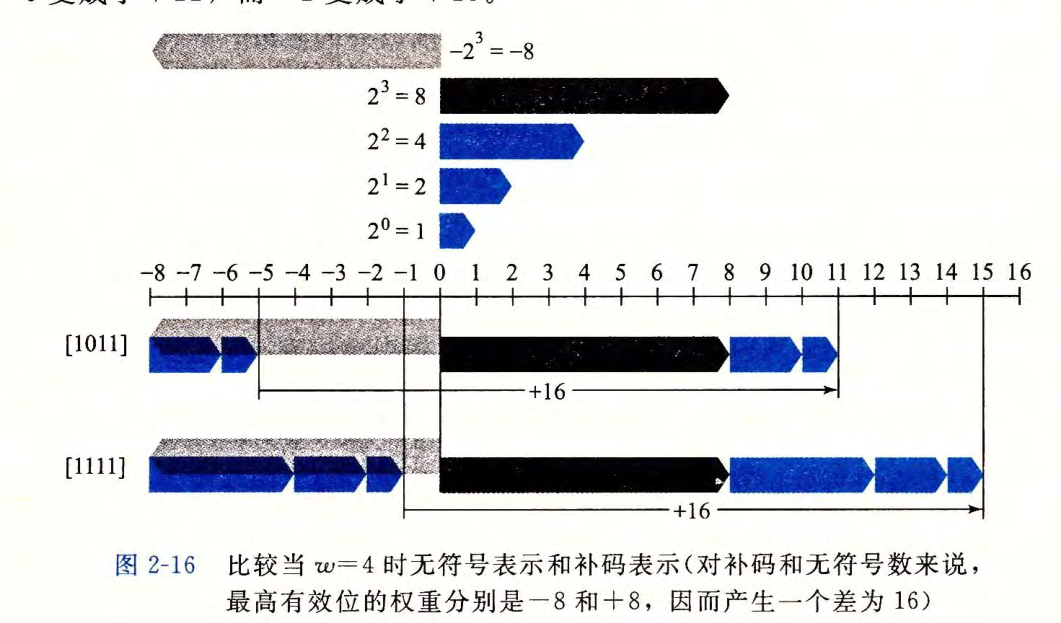 −2³ = −8
2³ = 8
2² = 4
2¹ = 2
2⁰ = 1
−8 −7 −6 −5 −4 −3 −2 −1 0 1 2 3 4 5 6 7 8 9 10 11 12 13 14 15 16
[1011]
+16
[1111]
+16
图 2-16 比较当 w=4 时无符号表示和补码表示(对补码和无符号数来说，
最高有效位的权重分别是−8 和+8，因而产生一个差为 16)